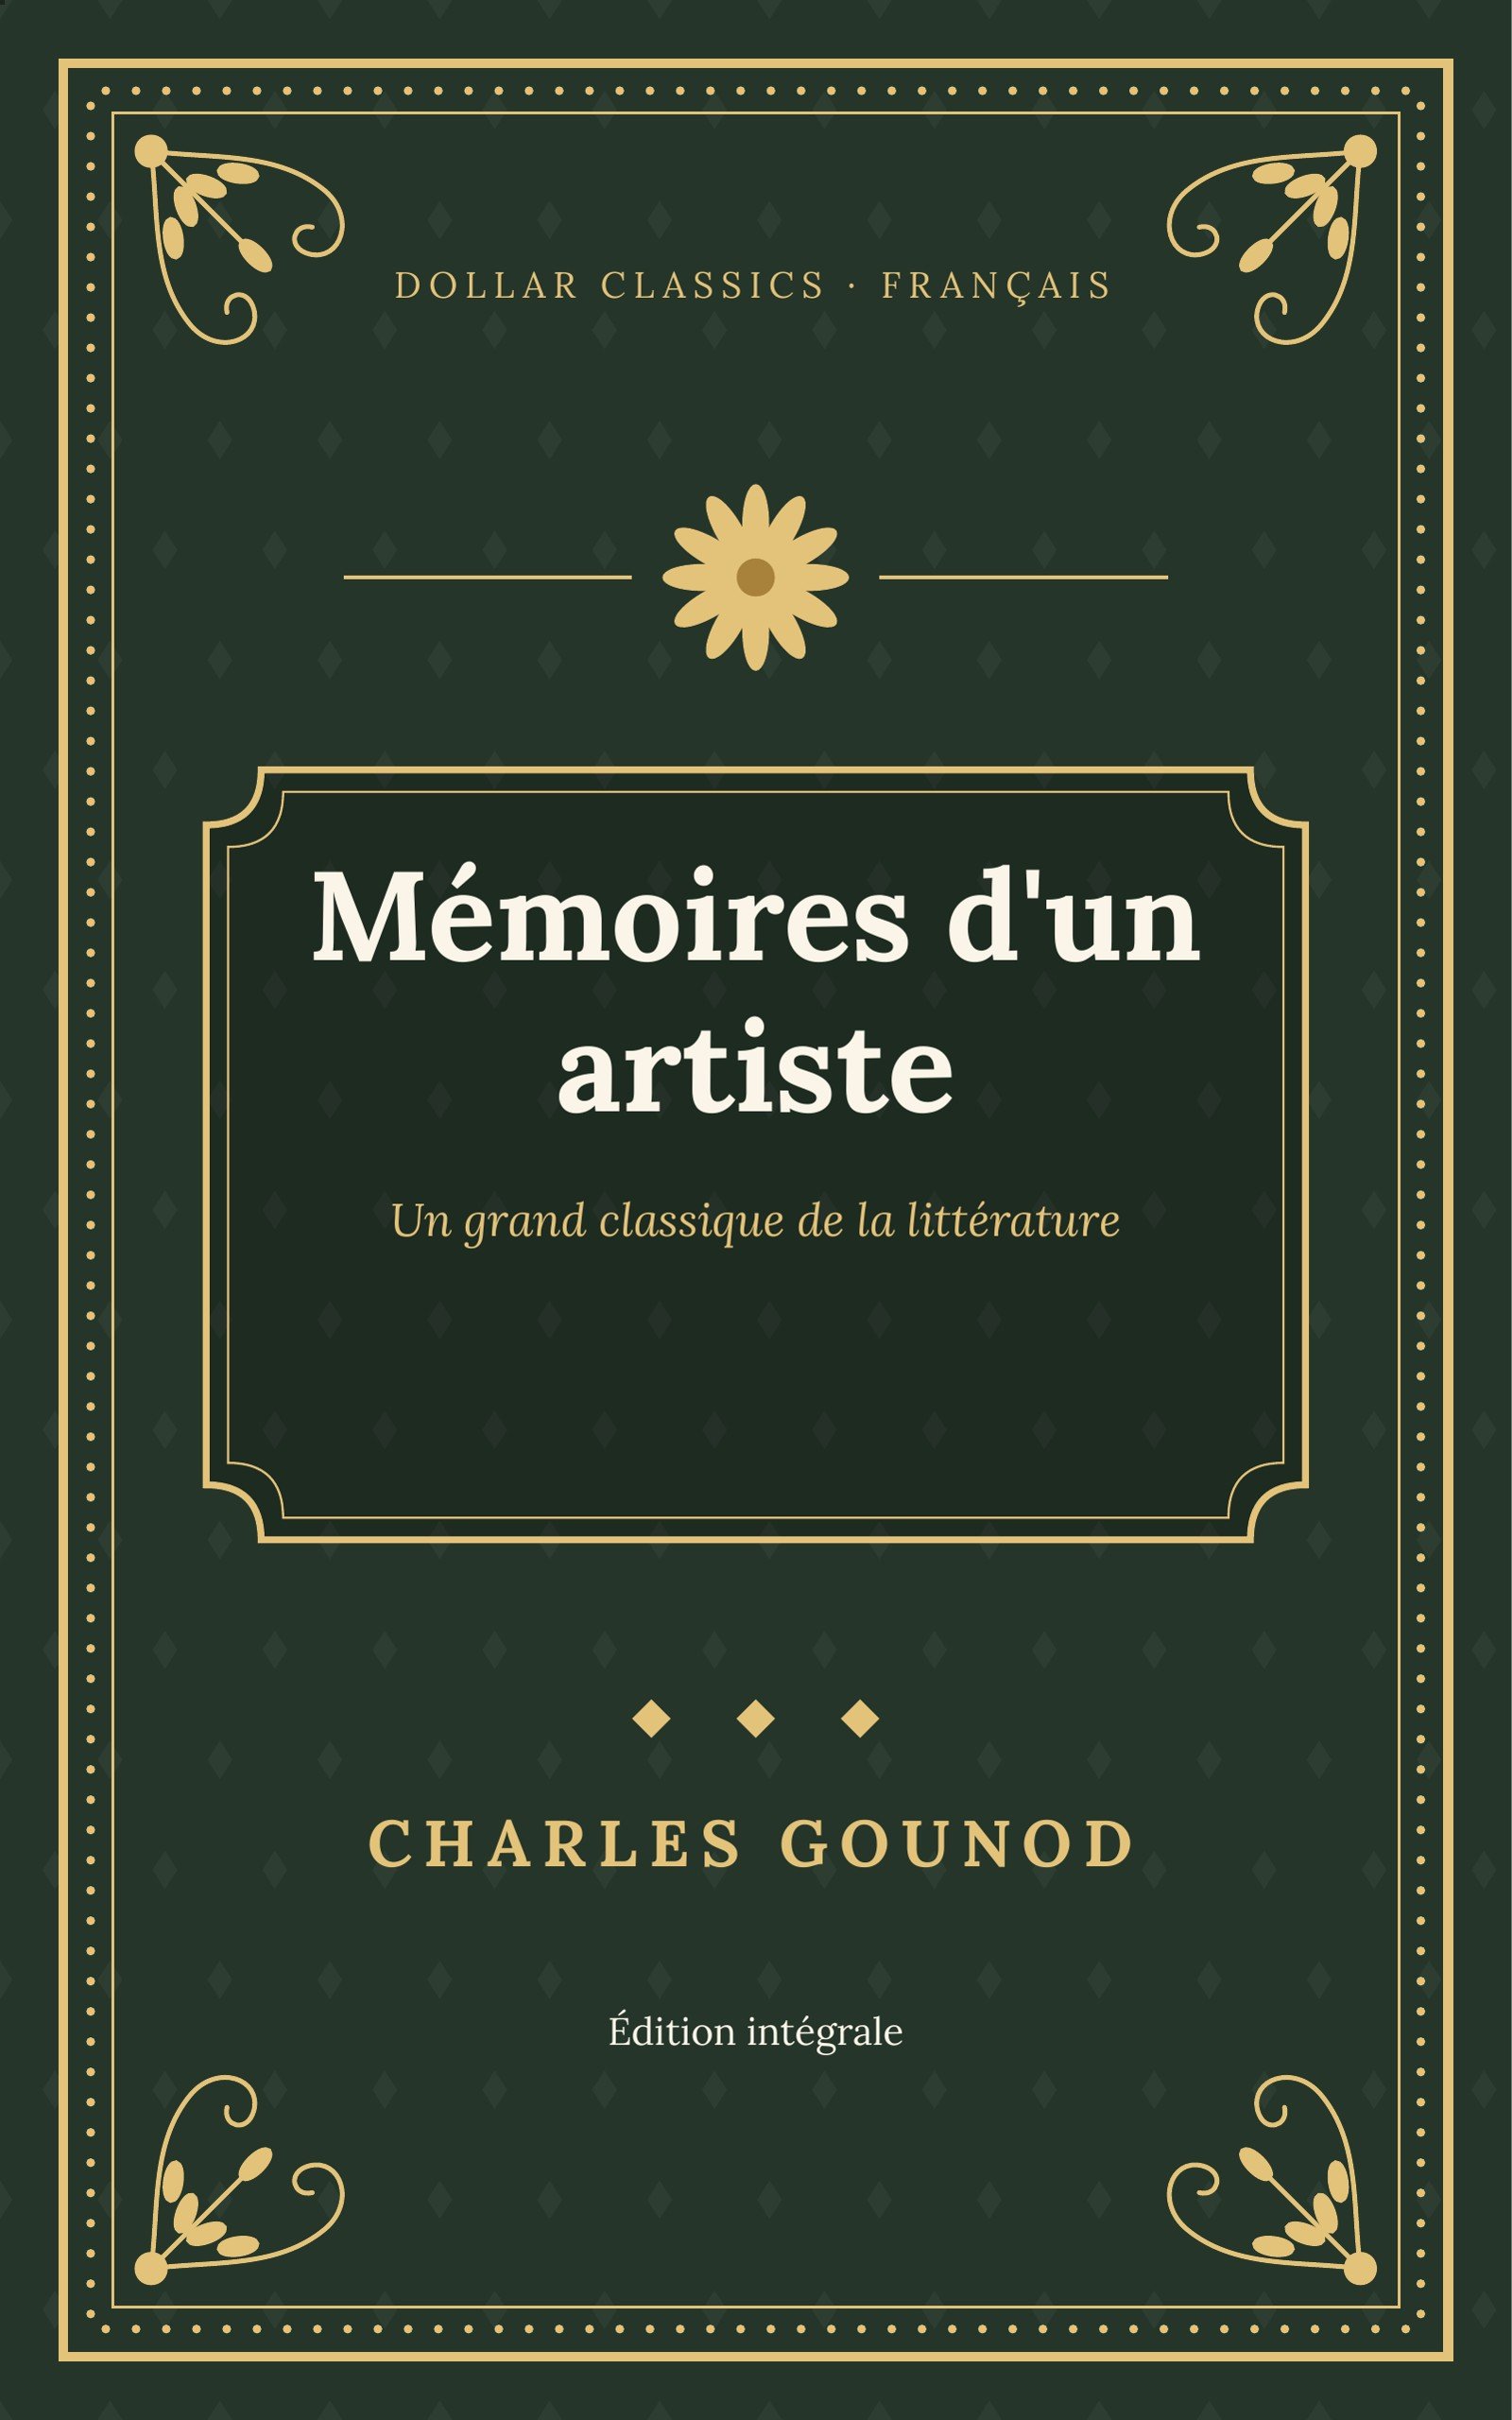 DOLLAR CLASSICS · FRANÇAIS
Mémoires d'un
artiste
Un grand classique de la littérature
CHARLES GOUNOD
Édition intégrale